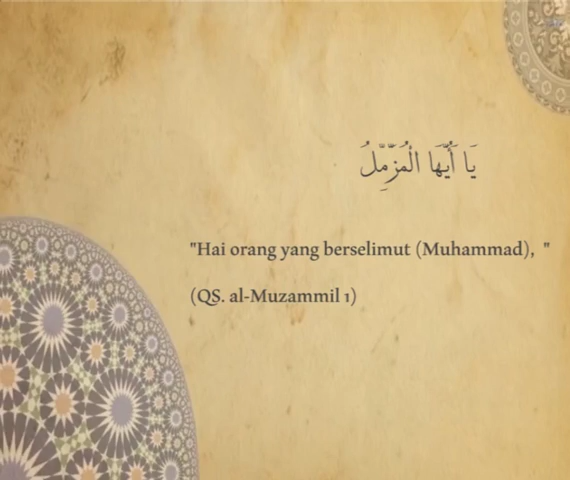 يَا أَيُّهَا الْمُزَّمِّلُ
"Hai orang yang berselimut (Muhammad), "
(QS. al-Muzammil 1)